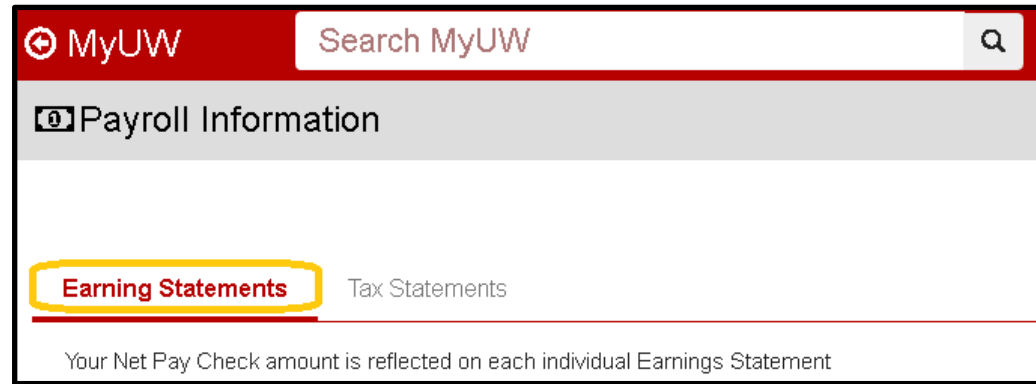 MyUW Search MyUW
Payroll Information
Earning Statements Tax Statements
Your Net Pay Check amount is reflected on each individual Earnings Statement